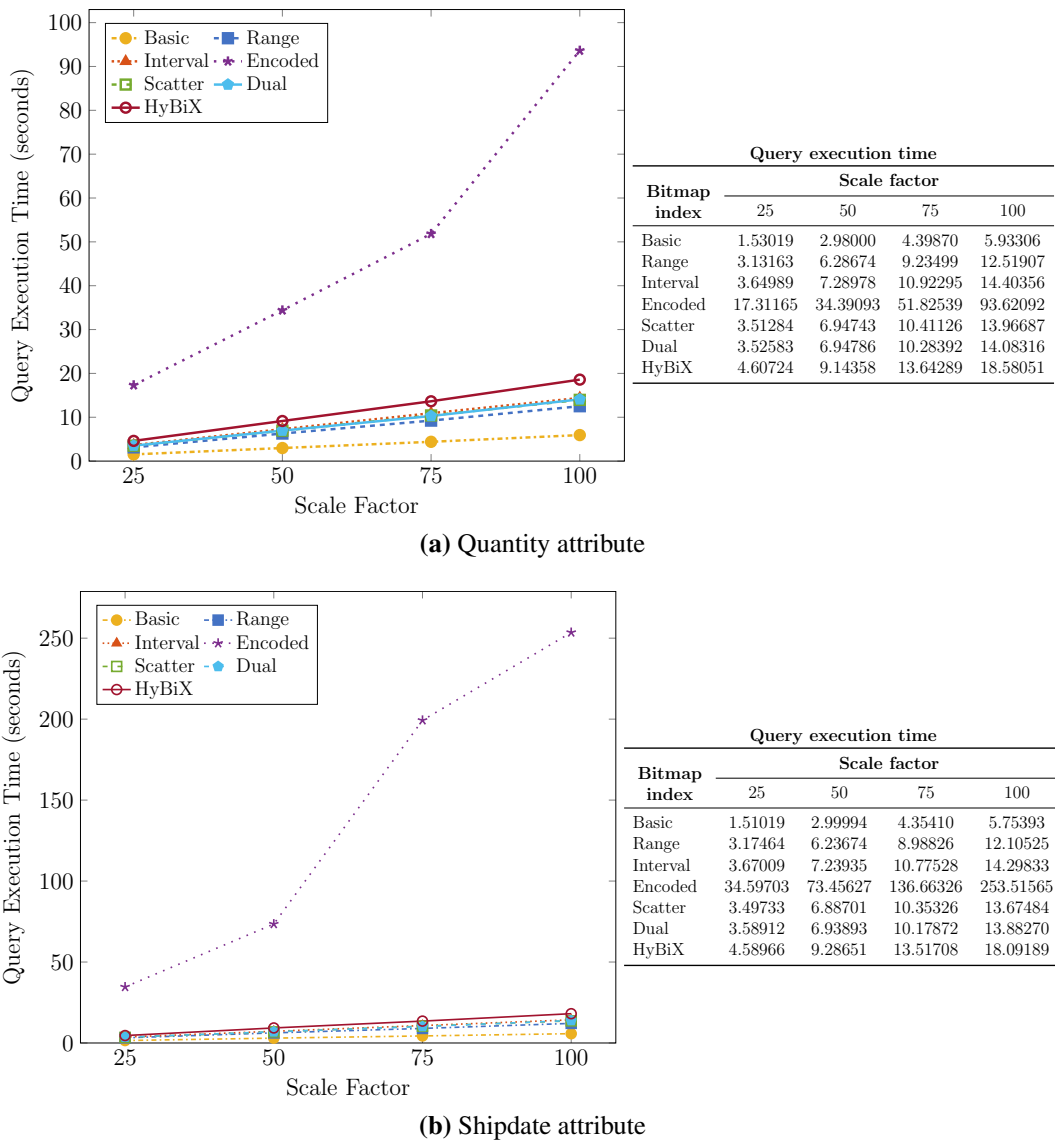 100
90
80
70
60
50
40
30
20
10
0
Query Execution Time (seconds)
Basic Range
Interval Encoded
Scatter Dual
HyBiX
25 50 75 100
Scale Factor
Query execution time
Bitmap index Scale factor
25 50 75 100
Basic 1.53019 2.98000 4.39870 5.93306
Range 3.13163 6.28674 9.23499 12.51907
Interval 3.64989 7.28978 10.92295 14.40356
Encoded 17.31165 34.39093 51.82539 93.62092
Scatter 3.51284 6.94743 10.41126 13.96687
Dual 3.52583 6.94786 10.28392 14.08316
HyBiX 4.60724 9.14358 13.64289 18.58051
(a) Quantity attribute
250
200
150
100
50
0
Query Execution Time (seconds)
Basic Range
Interval Encoded
Scatter Dual
HyBiX
25 50 75 100
Scale Factor
Query execution time
Bitmap index Scale factor
25 50 75 100
Basic 1.51019 2.99994 4.35410 5.75393
Range 3.17464 6.23674 8.98826 12.10525
Interval 3.67009 7.23935 10.77528 14.29833
Encoded 34.59703 73.45627 136.66326 253.51565
Scatter 3.49733 6.88701 10.35326 13.67484
Dual 3.58912 6.93893 10.17872 13.88270
HyBiX 4.58966 9.28651 13.51708 18.09189
(b) Shipdate attribute